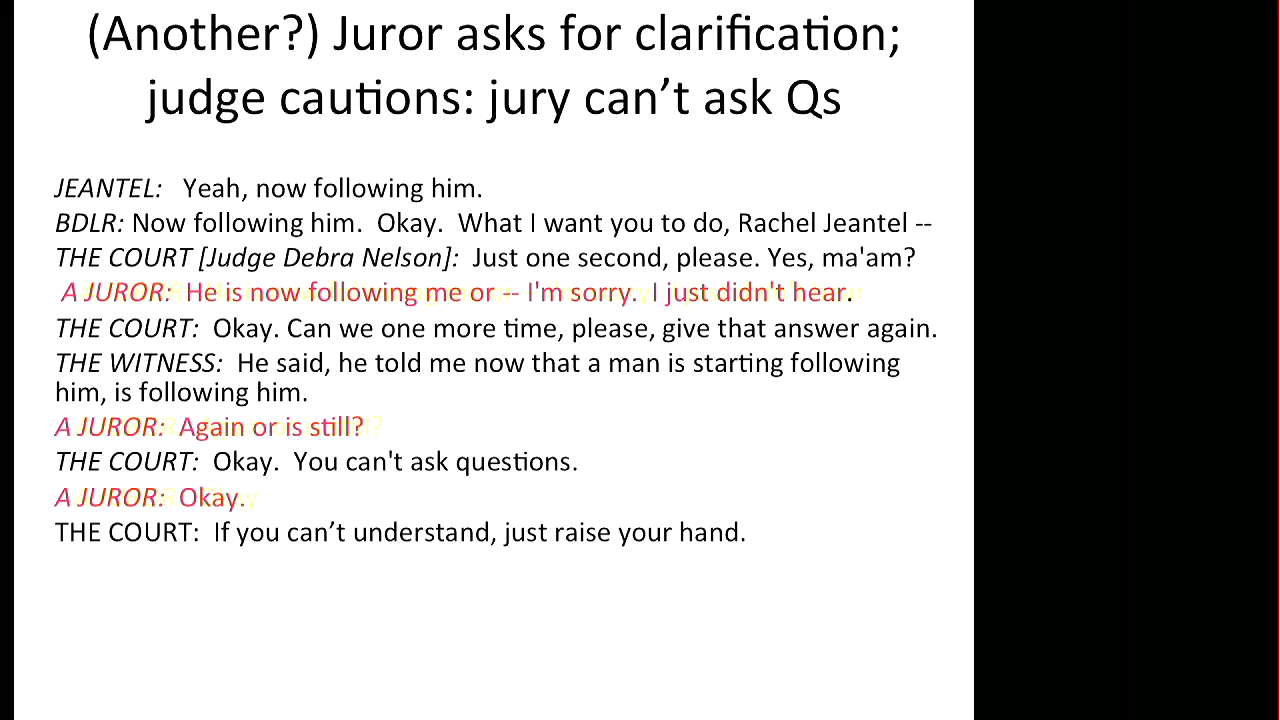 (Another?) Juror asks for clarification;
judge cautions: jury can’t ask Qs
JEANTEL:   Yeah, now following him.
BDLR: Now following him.  Okay.  What I want you to do, Rachel Jeantel --
THE COURT [Judge Debra Nelson]:  Just one second, please. Yes, ma'am?
A JUROR:  He is now following me or -- I'm sorry.  I just didn't hear.
THE COURT:  Okay. Can we one more time, please, give that answer again.
THE WITNESS:  He said, he told me now that a man is starting following
him, is following him.
A JUROR:  Again or is still?
THE COURT:  Okay.  You can't ask questions.
A JUROR:  Okay.
THE COURT:  If you can’t understand, just raise your hand.